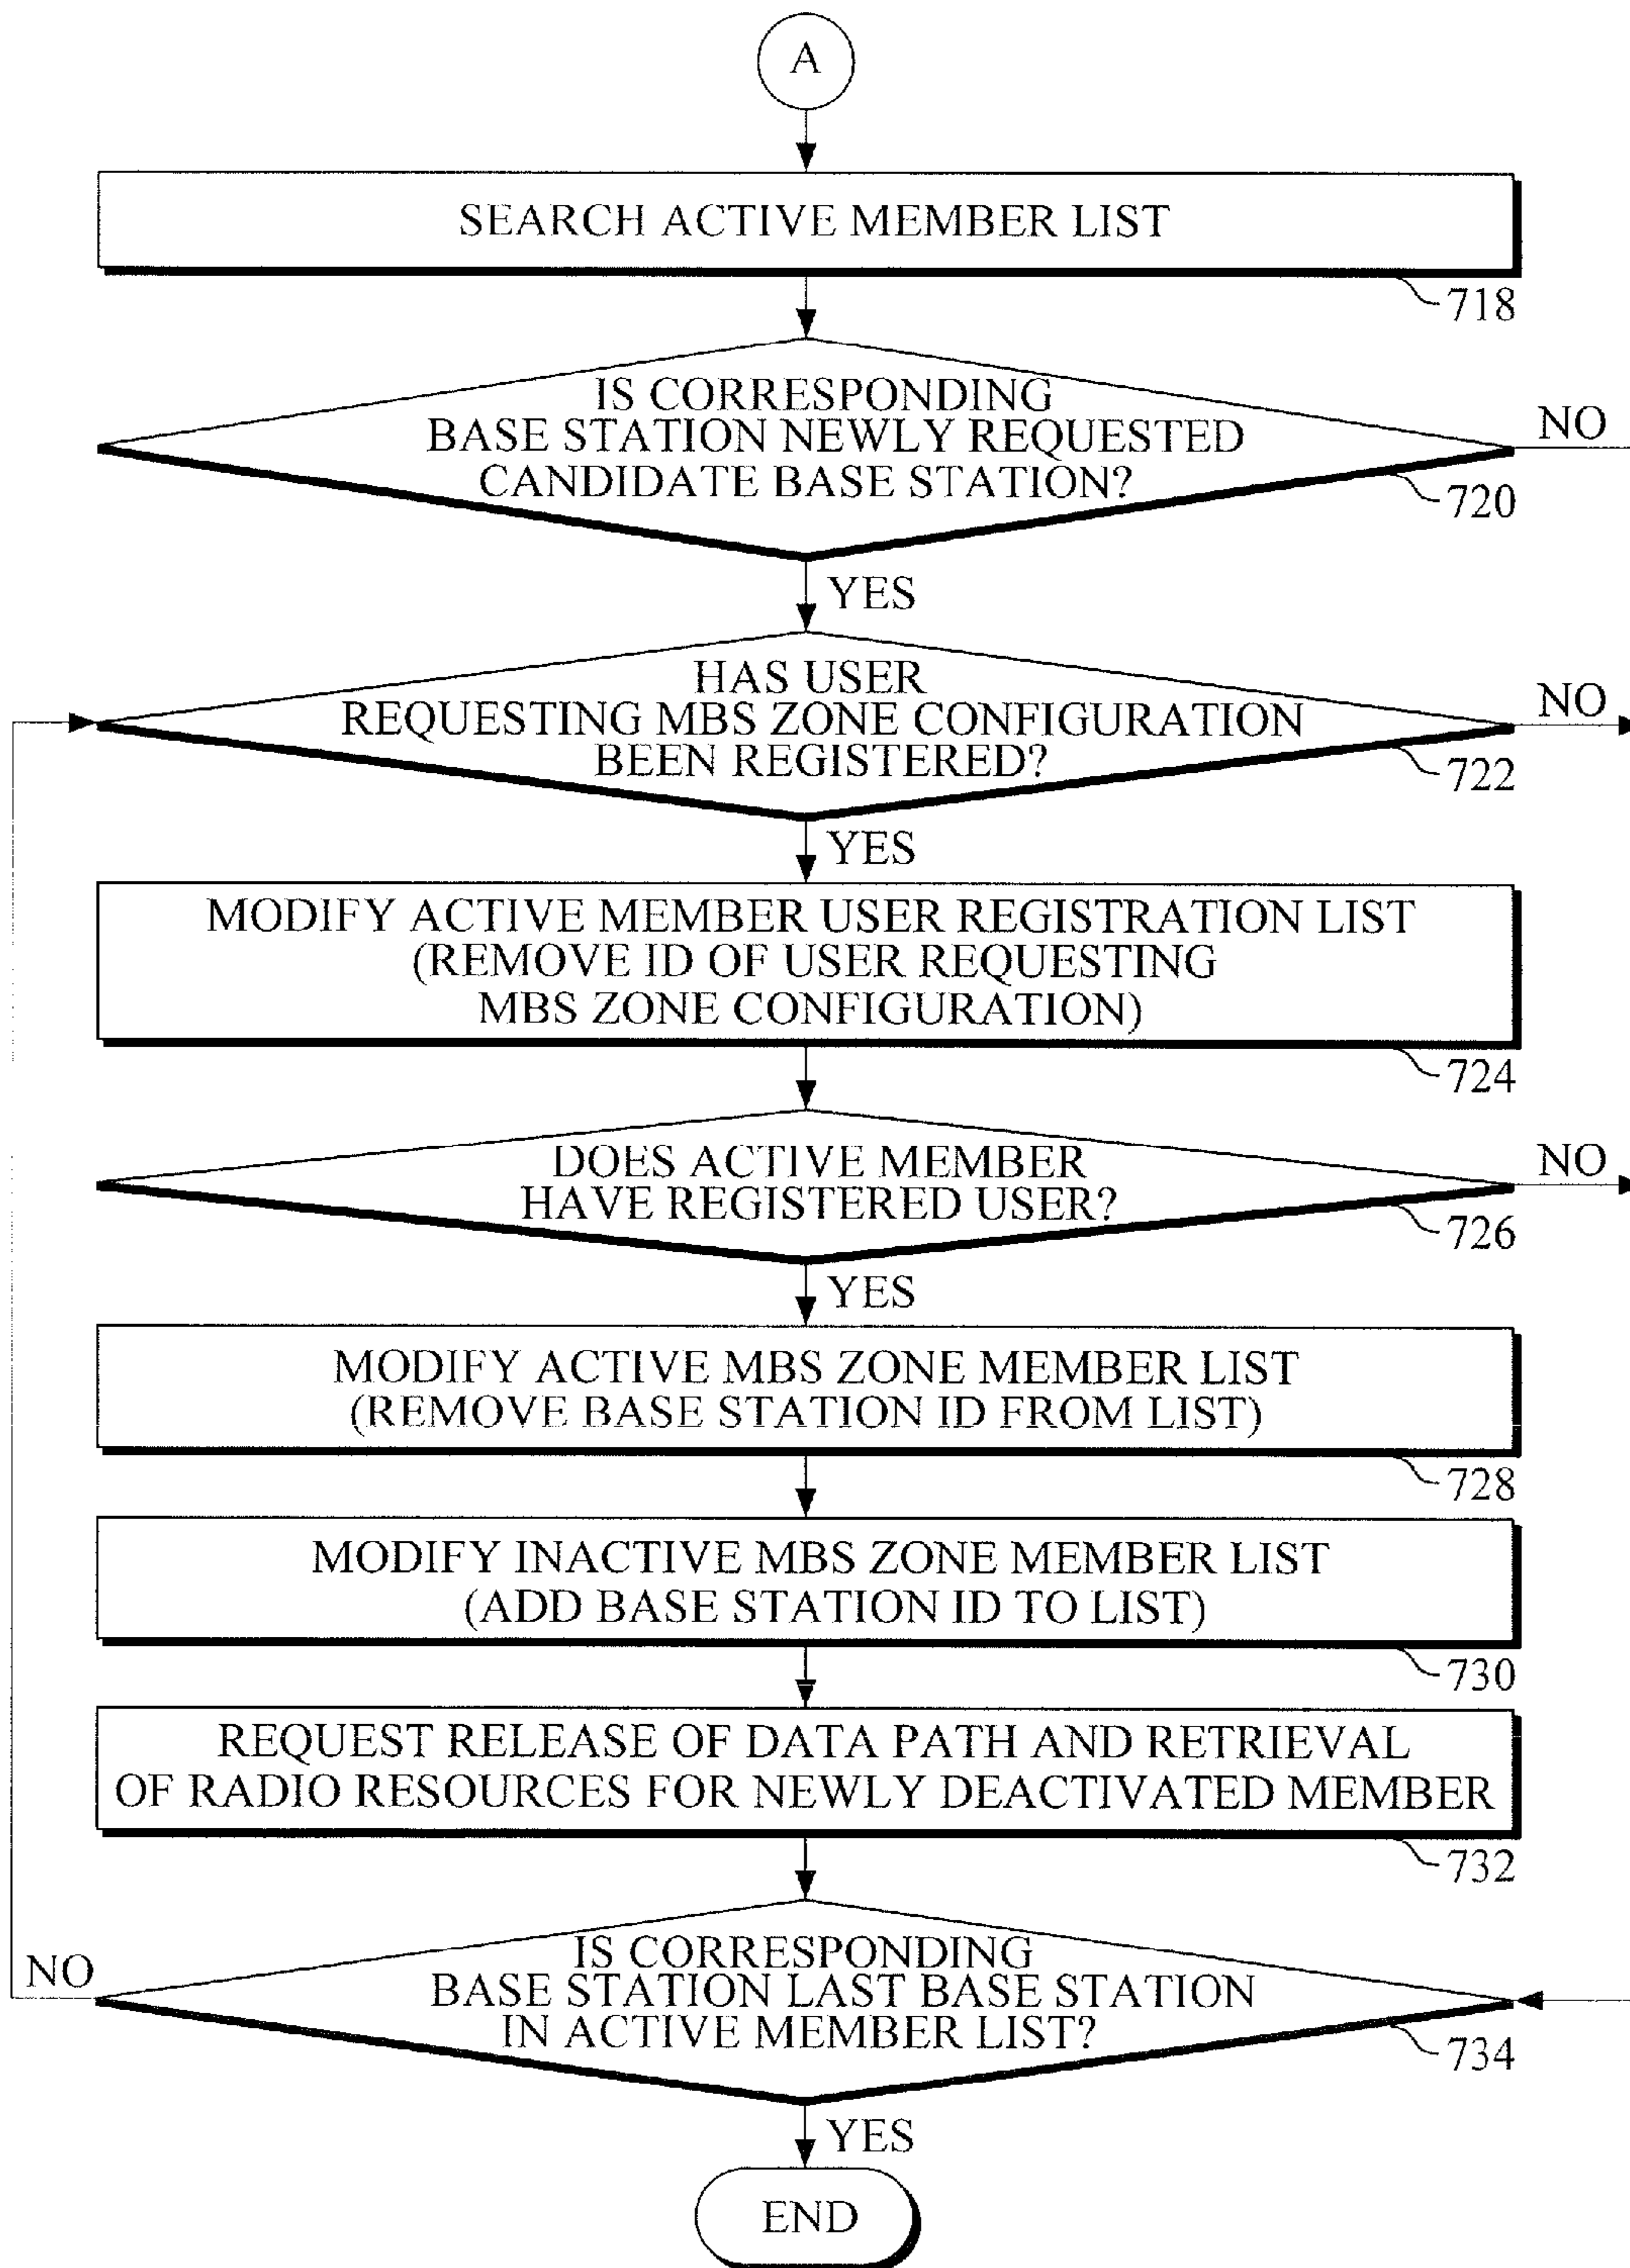 A
SEARCH ACTIVE MEMBER LIST
718
IS CORRESPONDING
BASE STATION NEWLY REQUESTED
CANDIDATE BASE STATION?
NO
720
YES
HAS USER
REQUESTING MBS ZONE CONFIGURATION
BEEN REGISTERED?
NO
722
YES
MODIFY ACTIVE MEMBER USER REGISTRATION LIST
(REMOVE ID OF USER REQUESTING
MBS ZONE CONFIGURATION)
724
DOES ACTIVE MEMBER
HAVE REGISTERED USER?
NO
726
YES
MODIFY ACTIVE MBS ZONE MEMBER LIST
(REMOVE BASE STATION ID FROM LIST)
728
MODIFY INACTIVE MBS ZONE MEMBER LIST
(ADD BASE STATION ID TO LIST)
730
REQUEST RELEASE OF DATA PATH AND RETRIEVAL
OF RADIO RESOURCES FOR NEWLY DEACTIVATED MEMBER
732
NO
IS CORRESPONDING
BASE STATION LAST BASE STATION
IN ACTIVE MEMBER LIST?
734
YES
END